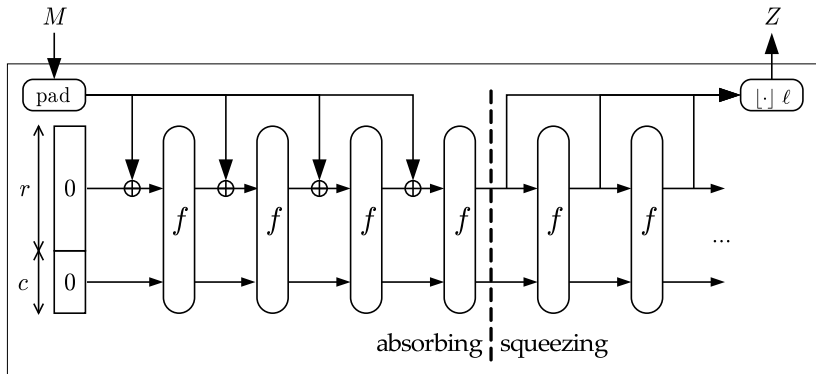 M Z
pad ⌊·⌋ ℓ
r 0
f f f f f f
c 0
...
absorbing squeezing